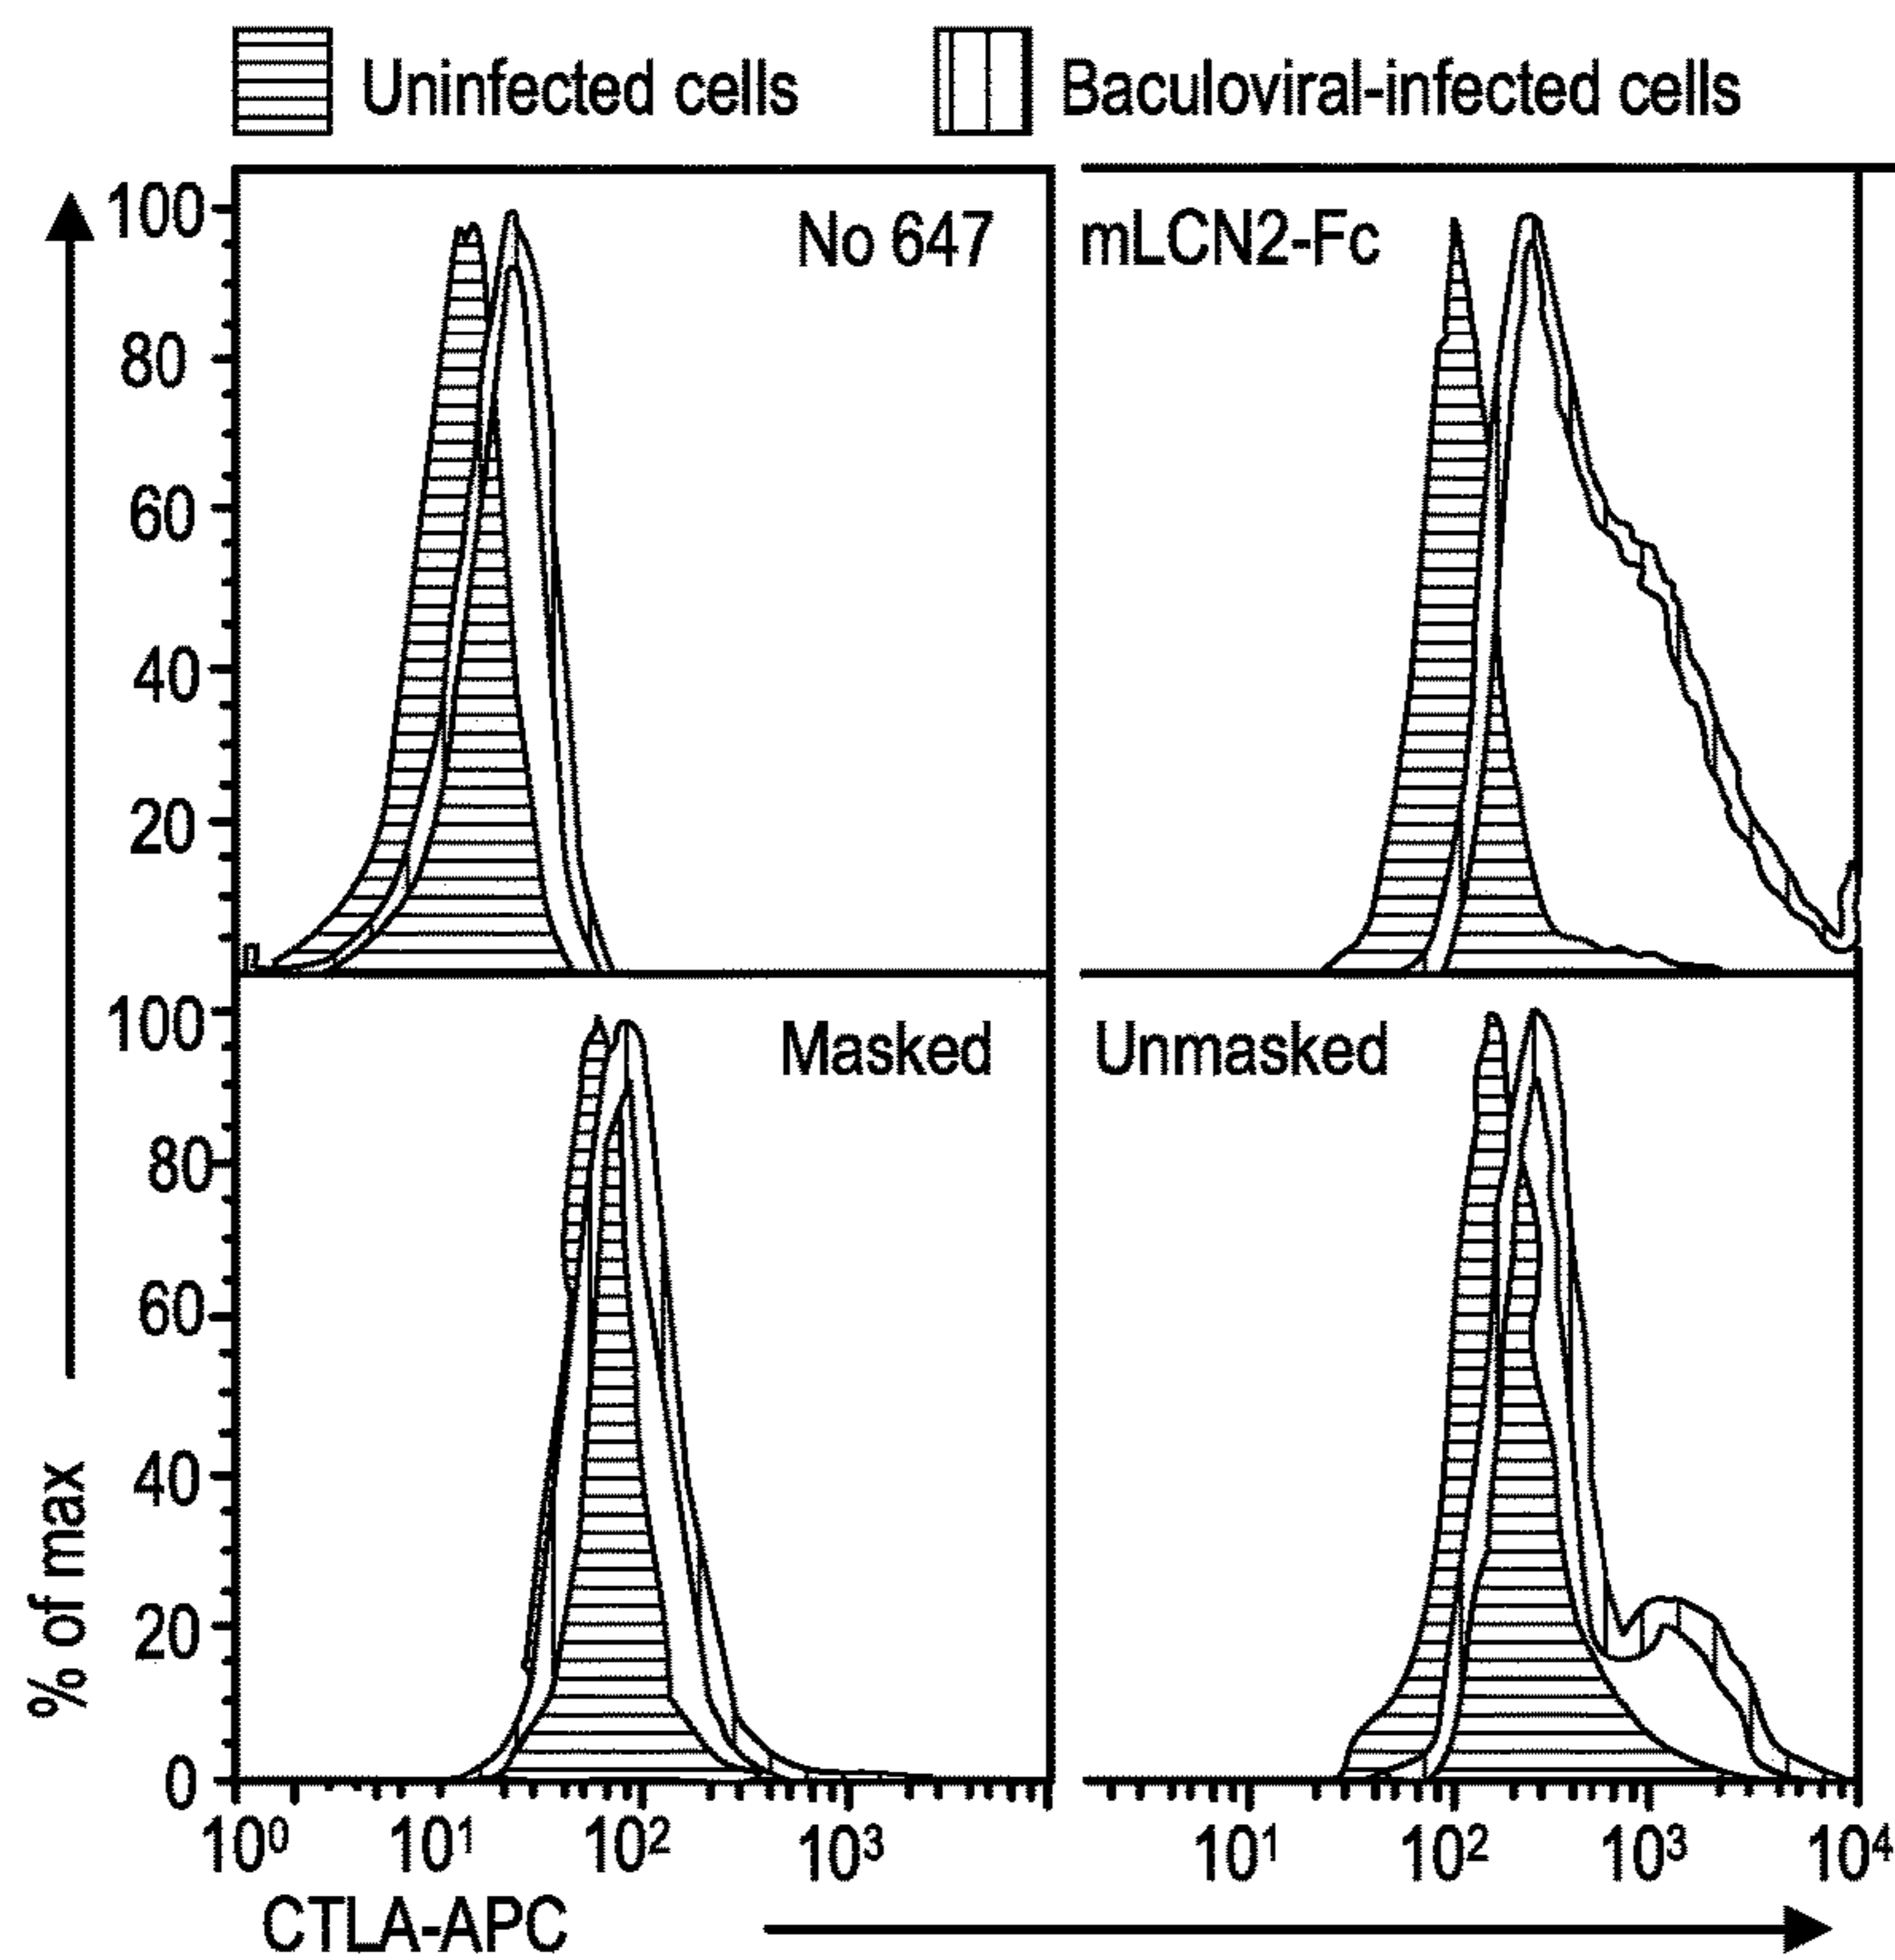 Uninfected cells
Baculoviral-infected cells
100
80
60
40
20
No 647
mLCN2-Fc
100
80
60
40
20
0
Masked
Unmasked
% of max
10⁰ 10¹ 10² 10³
10¹ 10² 10³ 10⁴
CTLA-APC